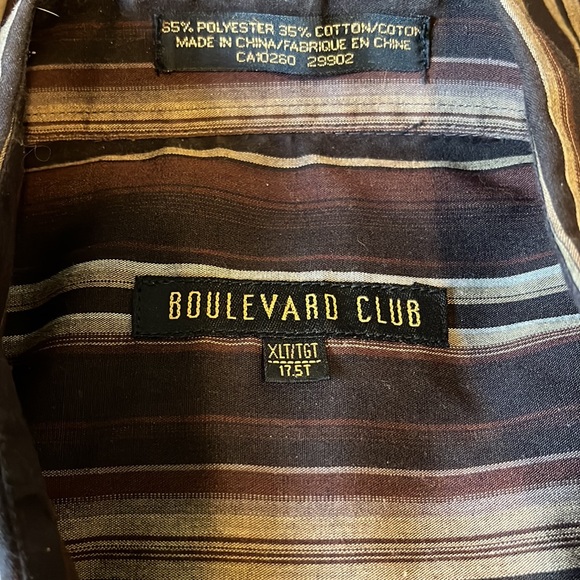 65% POLYESTER 35% COTTON/COTON
MADE IN CHINA/FABRIQUE EN CHINE
CA10260 29902
BOULEVARD CLUB
XLT/TGT
17.5T